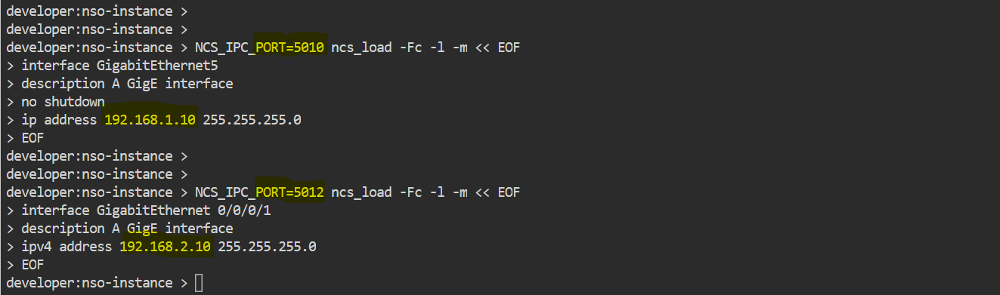 developer:nso-instance >
developer:nso-instance >
developer:nso-instance > NCS_IPC_PORT=5010 ncs_load -Fc -l -m << EOF
> interface GigabitEthernet5
> description A GigE interface
> no shutdown
> ip address 192.168.1.10 255.255.255.0
> EOF
developer:nso-instance >
developer:nso-instance >
developer:nso-instance > NCS_IPC_PORT=5012 ncs_load -Fc -l -m << EOF
> interface GigabitEthernet 0/0/0/1
> description A GigE interface
> ipv4 address 192.168.2.10 255.255.255.0
> EOF
developer:nso-instance >